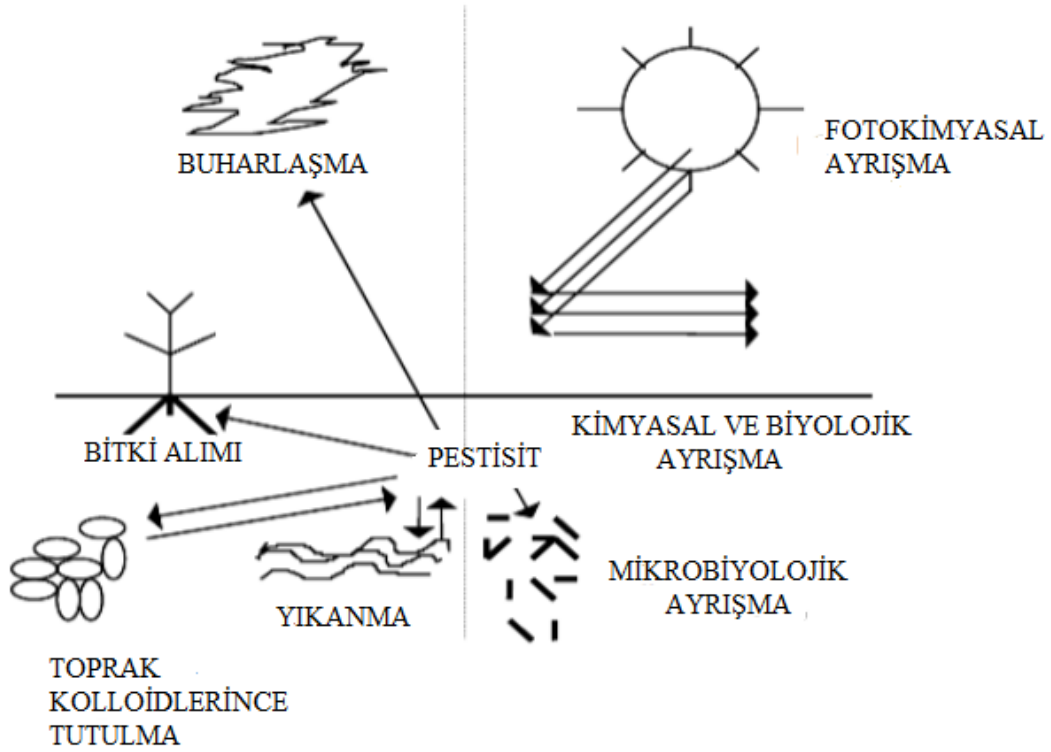 BUHARLAŞMA
FOTOKİMYASAL
AYRIŞMA
BİTKİ ALIMI
PESTİSİT
KİMYASAL VE BİYOLOJİK
AYRIŞMA
YIKANMA
MİKROBİYOLOJİK
AYRIŞMA
TOPRAK
KOLLOİDLERİNCE
TUTULMA